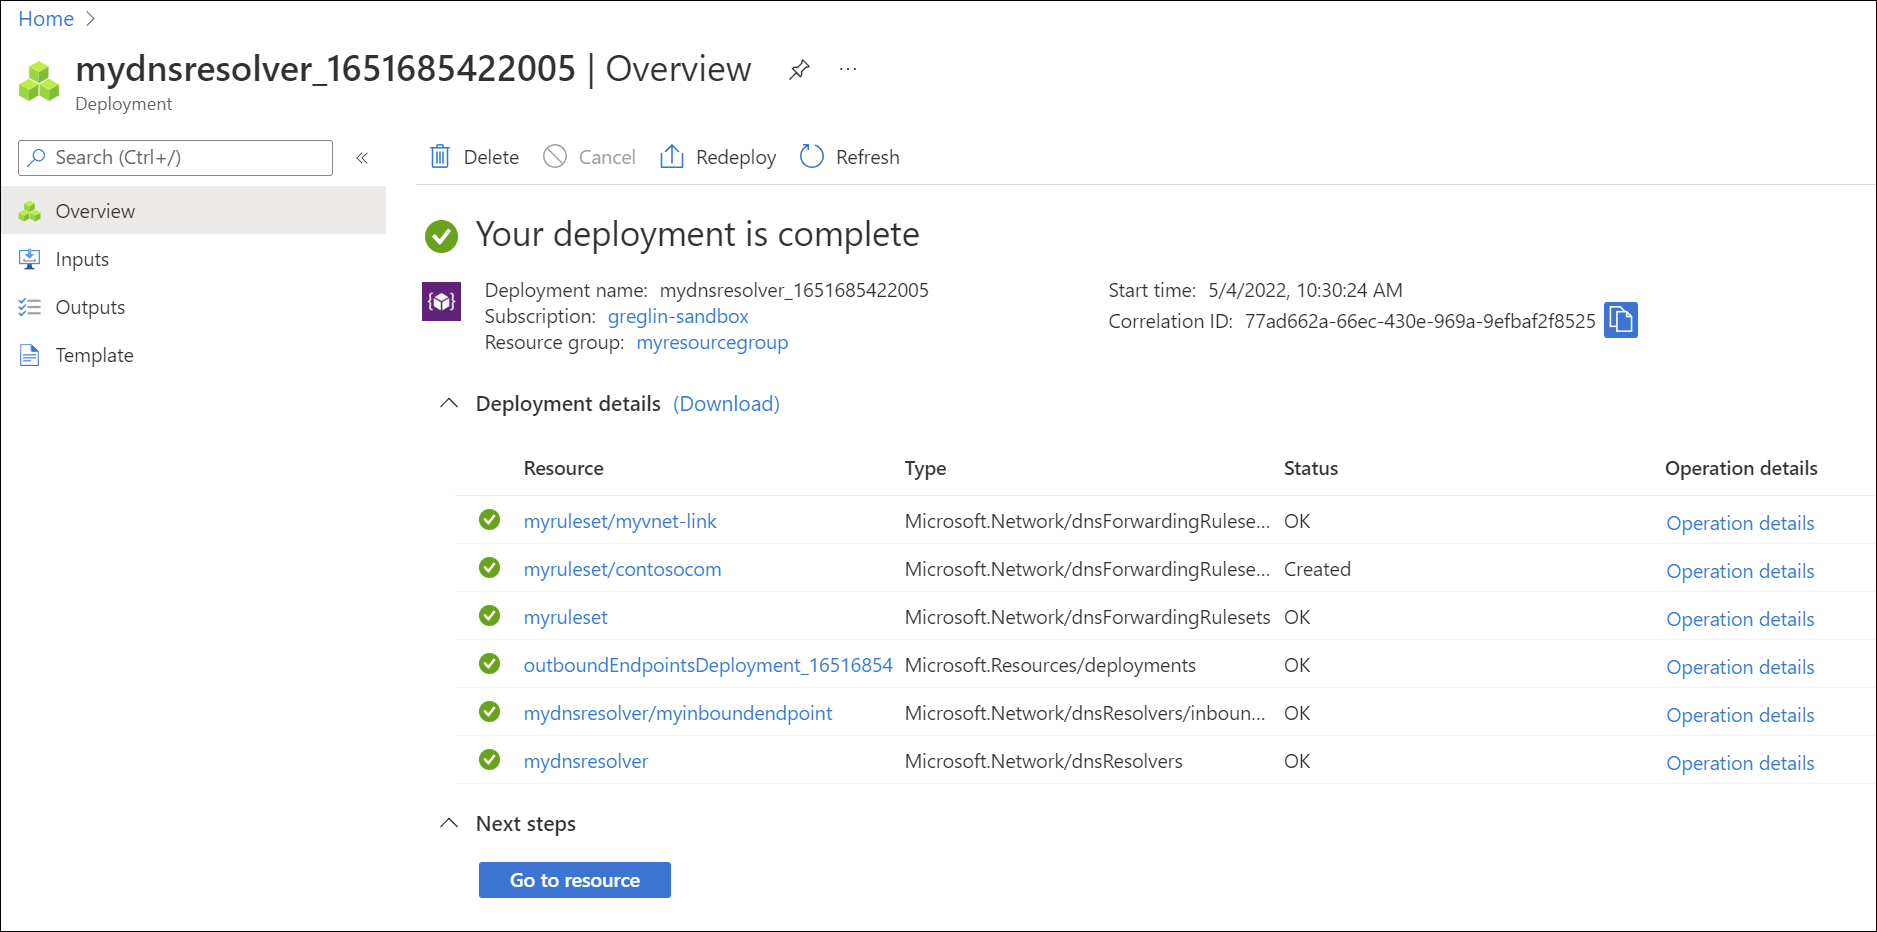 Home
mydnsresolver_1651685422005 | Overview
Deployment
Search (Ctrl+/)
Overview
Inputs
Outputs
Template
Delete Cancel Redeploy Refresh
Your deployment is complete
Deployment name: mydnsresolver_1651685422005
Subscription: greglin-sandbox
Resource group: myresourcegroup
Start time: 5/4/2022, 10:30:24 AM
Correlation ID: 77ad662a-66ec-430e-969a-9efbaf2f8525
Deployment details (Download)
Resource Type Status Operation details
myruleset/myvnet-link Microsoft.Network/dnsForwardingRulese... OK Operation details
myruleset/contosocom Microsoft.Network/dnsForwardingRulese... Created Operation details
myruleset Microsoft.Network/dnsForwardingRulesets OK Operation details
outboundEndpointsDeployment_16516854 Microsoft.Resources/deployments OK Operation details
mydnsresolver/myinboundendpoint Microsoft.Network/dnsResolvers/inboun... OK Operation details
mydnsresolver Microsoft.Network/dnsResolvers OK Operation details
Next steps
Go to resource